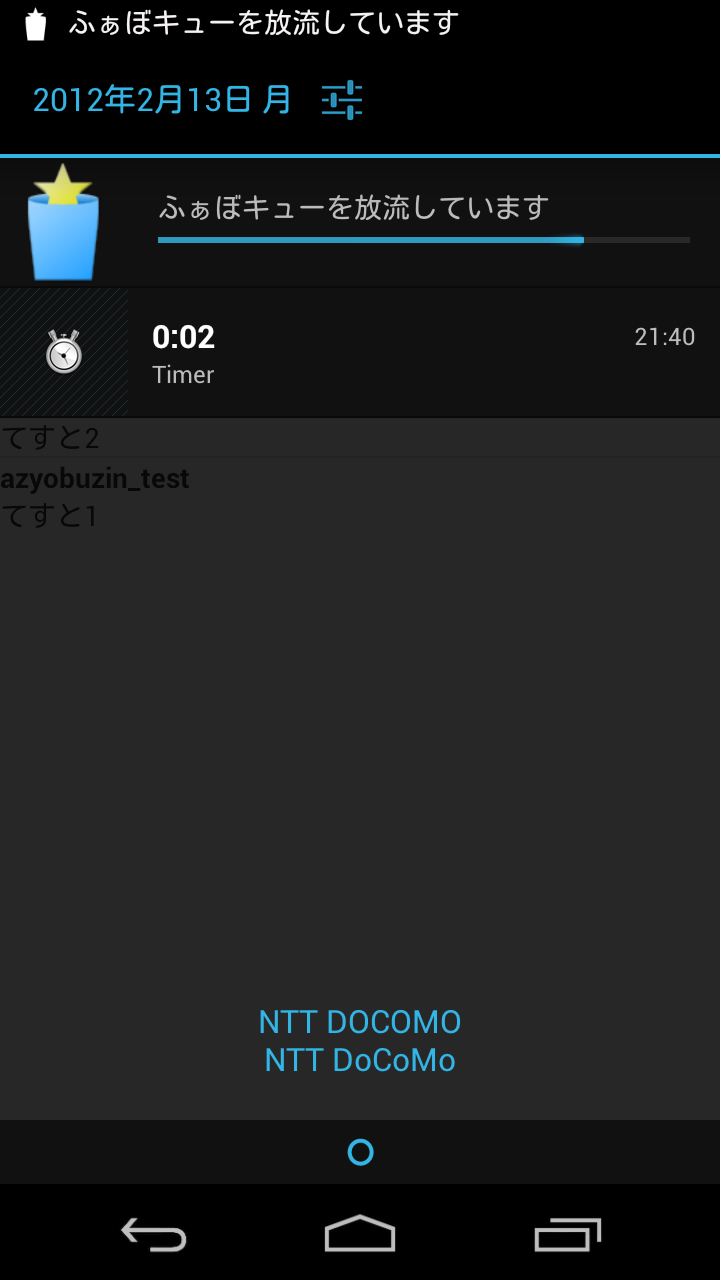 ふぁぼキューを放流しています
2012年2月13日 月
ふぁぼキューを放流しています
0:02
21:40
Timer
てすと2
azyobuzin_test
てすと1
NTT DOCOMO
NTT DoCoMo